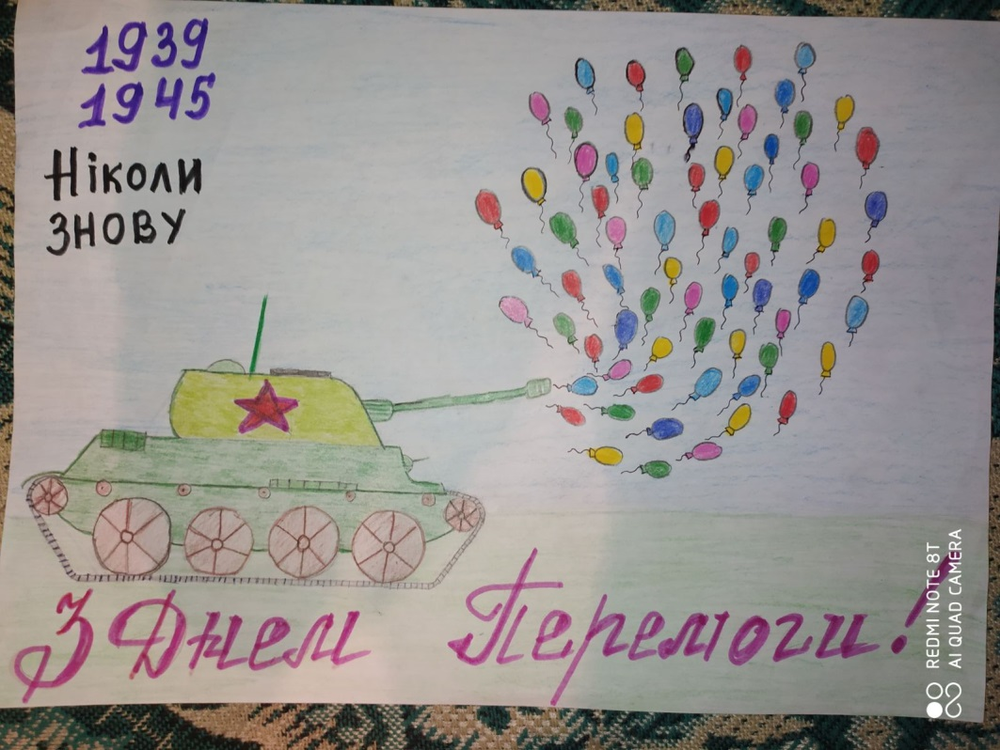 1939
1945
Ніколи
знову
З Днем Перемоги!
REDMI NOTE 8T
AI QUAD CAMERA